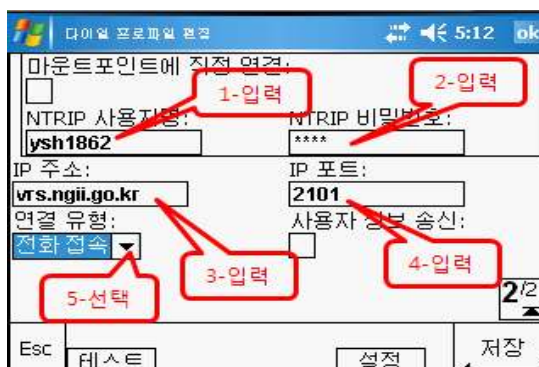 다이얼 프로파일 편집 5:12 ok
마운트포인트에 직접 연결:
1-입력
2-입력
NTRIP 사용자명: NTRIP 비밀번호:
ysh1862 ****
IP 주소: IP 포트:
vrs.ngii.go.kr 2101
연결 유형: 사용자 정보 송신:
전화 접속
3-입력
4-입력
5-선택
2/2
Esc 테스트 설정 저장